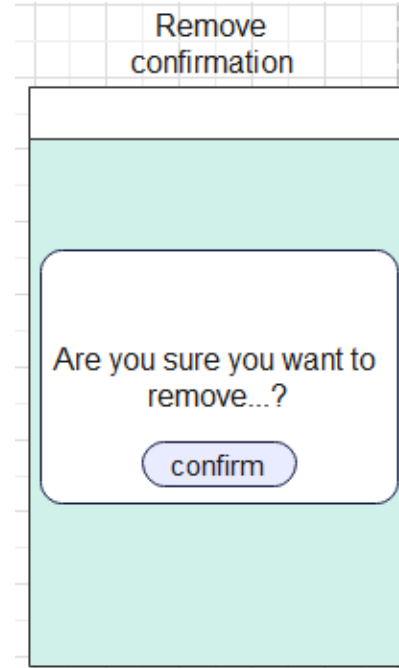 Remove
confirmation
Are you sure you want to
remove...?
confirm